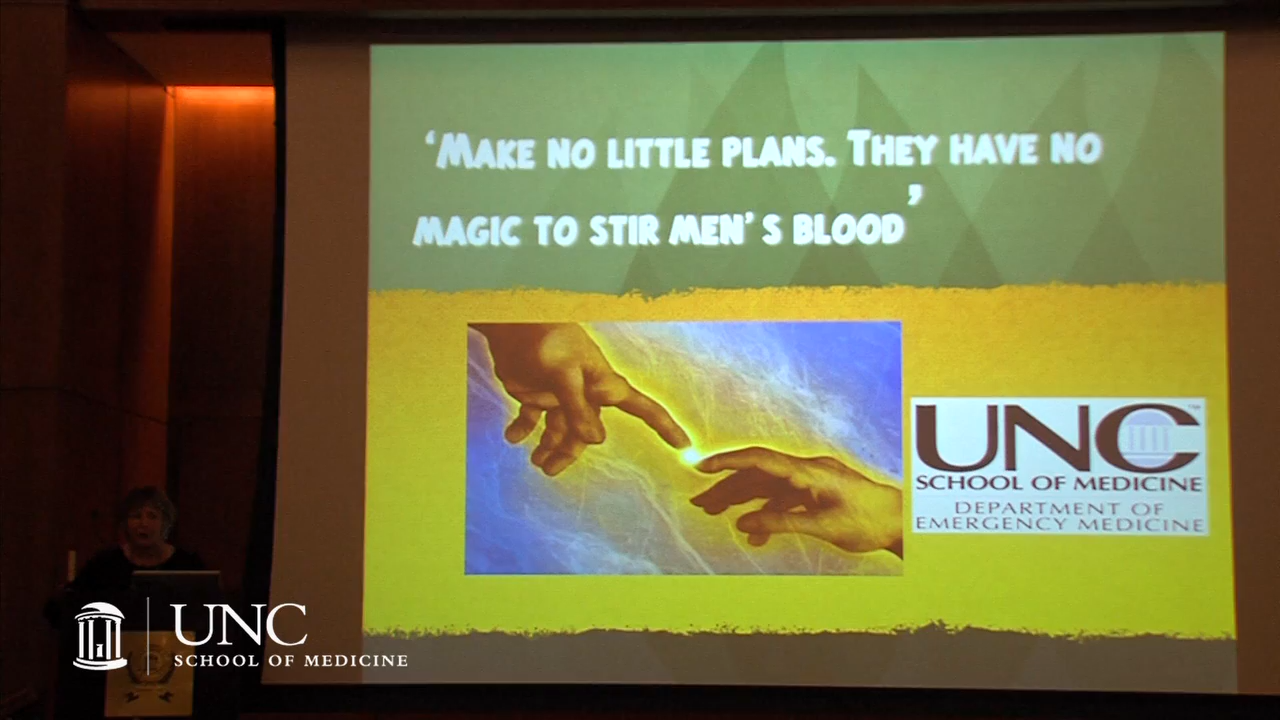 ‘MAKE NO LITTLE PLANS. THEY HAVE NO
MAGIC TO STIR MEN’S BLOOD’
UNC™
SCHOOL OF MEDICINE
DEPARTMENT OF
EMERGENCY MEDICINE
UNC
SCHOOL OF MEDICINE